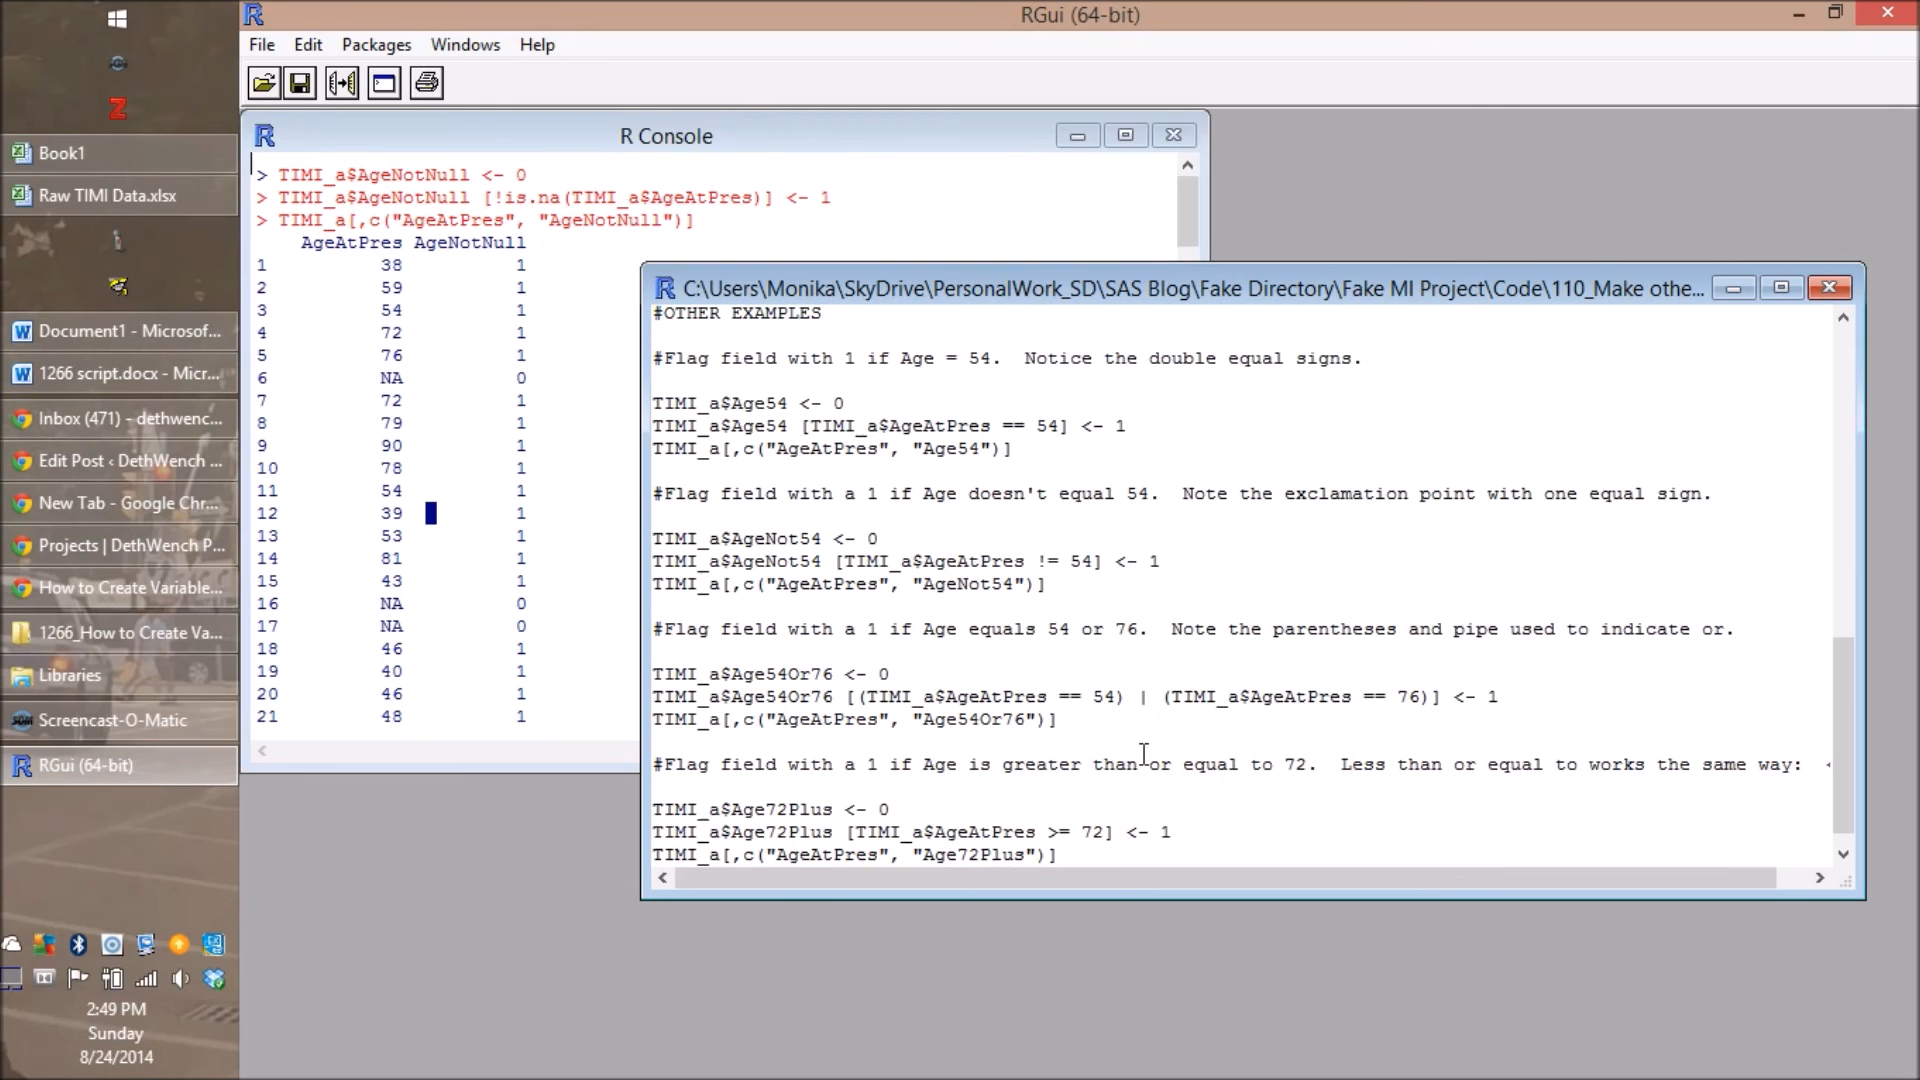 RGui (64-bit)
File Edit Packages Windows Help
R Console
> TIMI_a$AgeNotNull <- 0
> TIMI_a$AgeNotNull [!is.na(TIMI_a$AgeAtPres)] <- 1
> TIMI_a[,c("AgeAtPres", "AgeNotNull")]
AgeAtPres AgeNotNull
1 38 1
2 59 1
3 54 1
4 72 1
5 76 1
6 NA 0
7 72 1
8 79 1
9 90 1
10 78 1
11 54 1
12 39 1
13 53 1
14 81 1
15 43 1
16 NA 0
17 NA 0
18 46 1
19 40 1
20 46 1
21 48 1
C:\Users\Monika\SkyDrive\PersonalWork_SD\SAS Blog\Fake Directory\Fake MI Project\Code\110_Make othe...
#OTHER EXAMPLES
#Flag field with 1 if Age = 54.  Notice the double equal signs.
TIMI_a$Age54 <- 0
TIMI_a$Age54 [TIMI_a$AgeAtPres == 54] <- 1
TIMI_a[,c("AgeAtPres", "Age54")]
#Flag field with a 1 if Age doesn't equal 54.  Note the exclamation point with one equal sign.
TIMI_a$AgeNot54 <- 0
TIMI_a$AgeNot54 [TIMI_a$AgeAtPres != 54] <- 1
TIMI_a[,c("AgeAtPres", "AgeNot54")]
#Flag field with a 1 if Age equals 54 or 76.  Note the parentheses and pipe used to indicate or.
TIMI_a$Age54Or76 <- 0
TIMI_a$Age54Or76 [(TIMI_a$AgeAtPres == 54) | (TIMI_a$AgeAtPres == 76)] <- 1
TIMI_a[,c("AgeAtPres", "Age54Or76")]
#Flag field with a 1 if Age is greater than or equal to 72.  Less than or equal to works the same way:
TIMI_a$Age72Plus <- 0
TIMI_a$Age72Plus [TIMI_a$AgeAtPres >= 72] <- 1
TIMI_a[,c("AgeAtPres", "Age72Plus")]
Book1
Raw TIMI Data.xlsx
Document1 - Microsof...
1266 script.docx - Micr...
Inbox (471) - dethwenc...
Edit Post ‹ DethWench ...
New Tab - Google Chr...
Projects | DethWench P...
How to Create Variable...
1266_How to Create Va...
Libraries
Screencast-O-Matic
RGui (64-bit)
2:49 PM
Sunday
8/24/2014